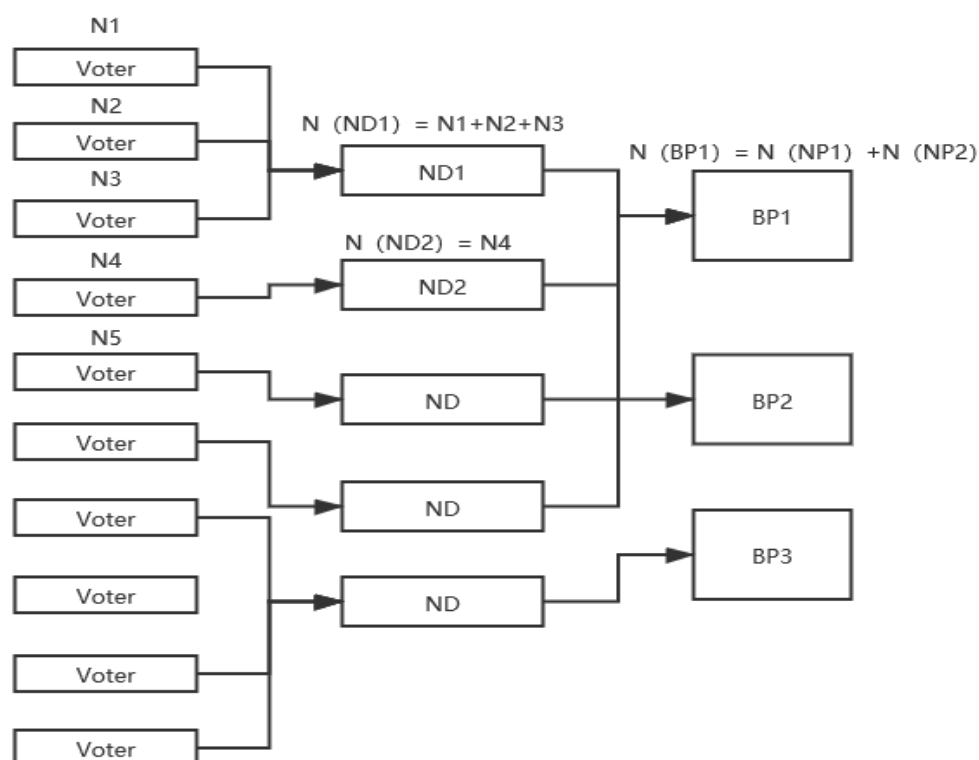 N1
Voter
N2
Voter
N3
Voter
N4
Voter
N5
Voter
Voter
Voter
Voter
Voter
Voter
N (ND1) = N1+N2+N3
ND1
N (ND2) = N4
ND2
ND
ND
ND
N (BP1) = N (NP1) +N (NP2)
BP1
BP2
BP3